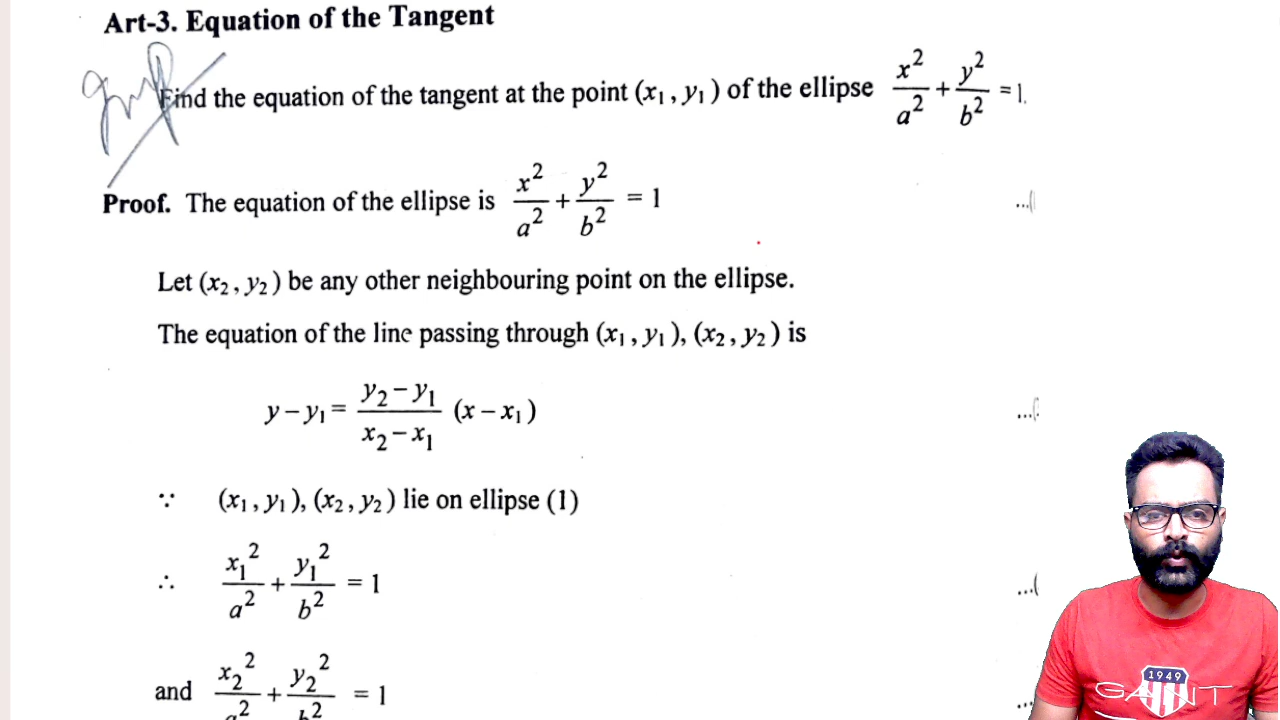 Art-3. Equation of the Tangent
Find the equation of the tangent at the point (x₁, y₁) of the ellipse x²/a² + y²/b² = 1.
Proof. The equation of the ellipse is x²/a² + y²/b² = 1 ...(
Let (x₂, y₂) be any other neighbouring point on the ellipse.
The equation of the line passing through (x₁, y₁), (x₂, y₂) is
y − y₁ = (y₂ − y₁)/(x₂ − x₁) (x − x₁) ...(
∵ (x₁, y₁), (x₂, y₂) lie on ellipse (1)
∴ x₁²/a² + y₁²/b² = 1 ...(
and x₂²/a² + y₂²/b² = 1 ...
1949
GANT